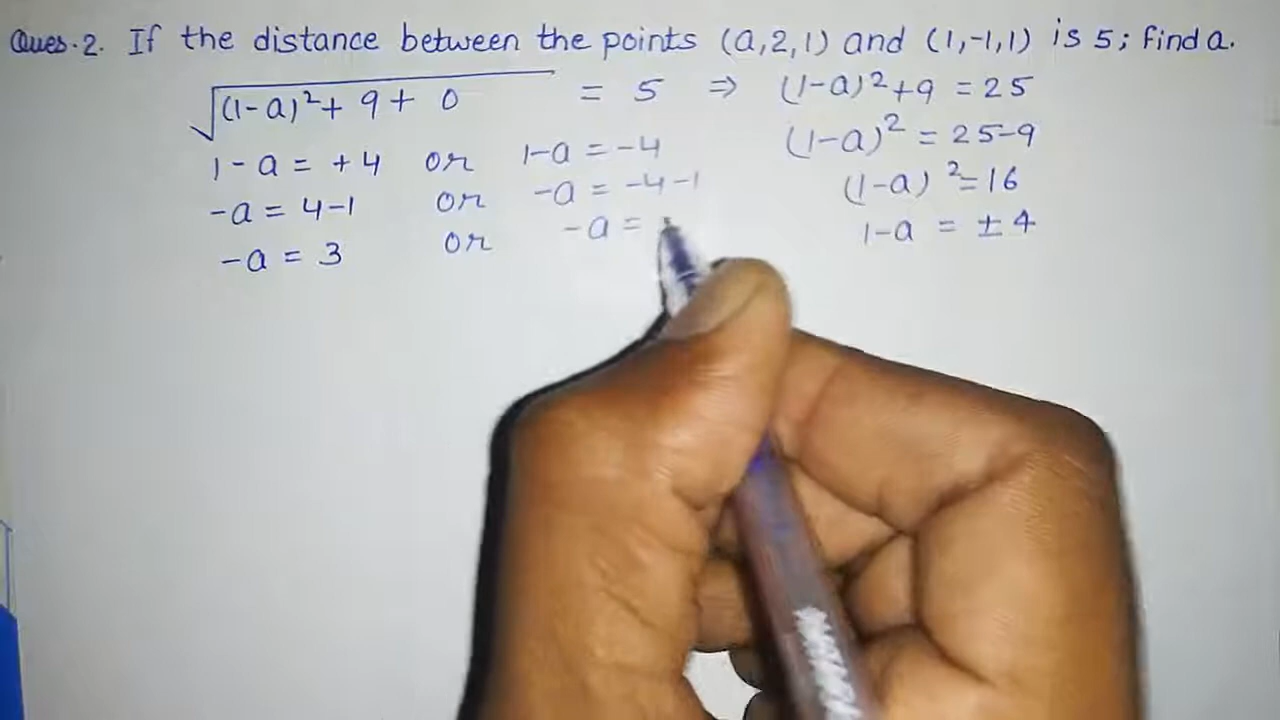 Ques.2. If the distance between the points (a,2,1) and (1,-1,1) is 5; find a.
√(1-a)²+ 9 + 0 = 5 ⇒ (1-a)²+9 = 25
(1-a)² = 25-9
1-a = +4 or 1-a = -4
(1-a)²=16
-a = 4-1 or -a = -4-1
1-a = ±4
-a = 3 or -a =